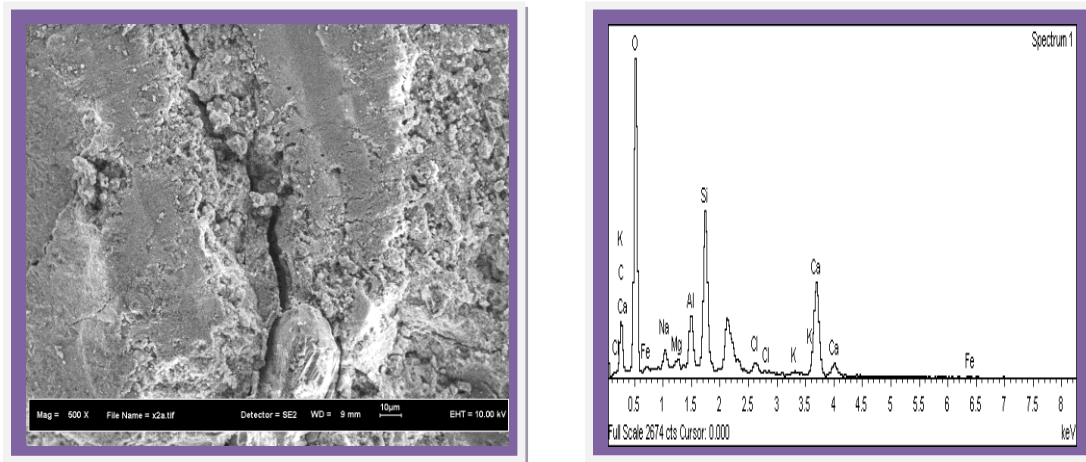 Mag = 500 X File Name = x2a.tif Detector = SE2 WD = 9 mm 10µm EHT = 10.00 kV
Spectrum 1
O
Si
K
C
Ca
Ca
Al
Na
Cl
K
Ca
Cl
Fe
Mg
Cl
K
Fe
0.5 1 1.5 2 2.5 3 3.5 4 4.5 5 5.5 6 6.5 7 7.5 8
Full Scale 2674 cts Cursor: 0.000 keV